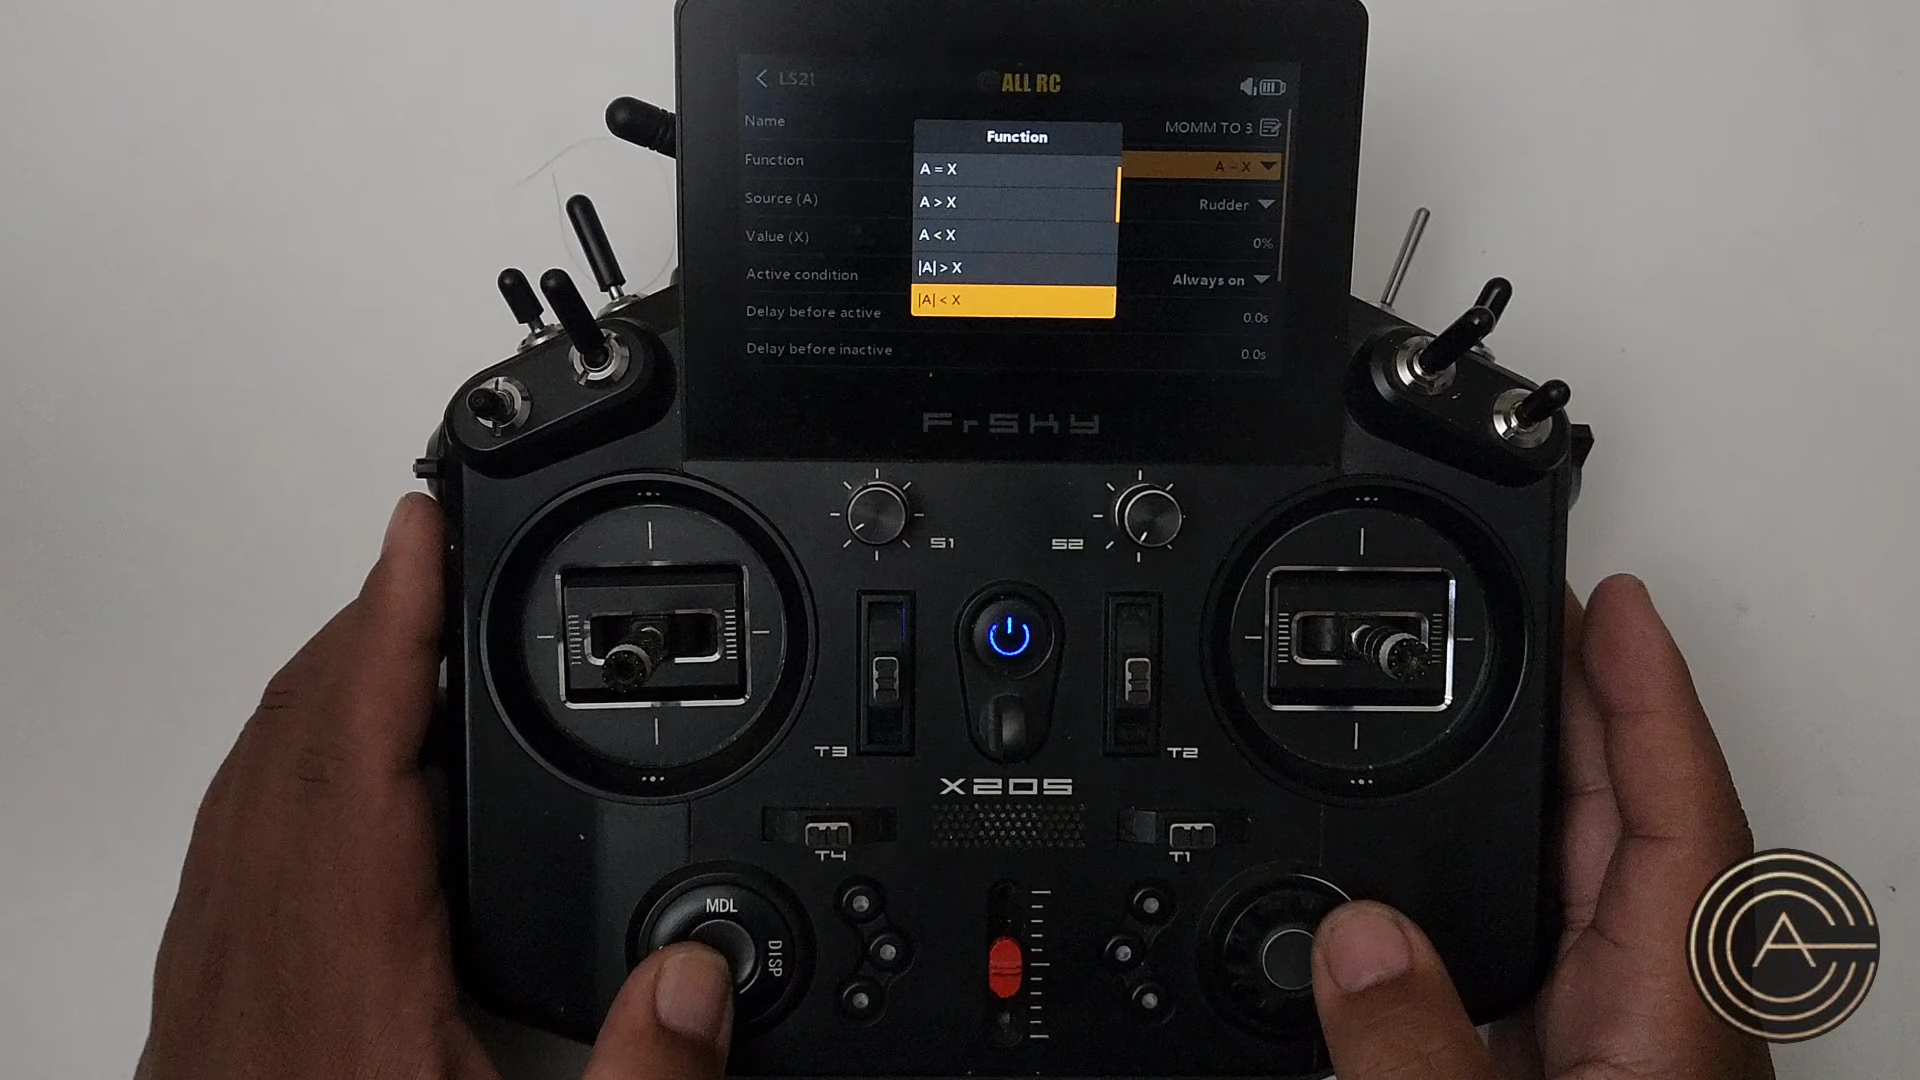 LS21
ALL RC
Name
MOMM TO 3
Function
A ~ X
Source (A)
Rudder
Value (X)
0%
Active condition
Always on
Delay before active
0.0s
Delay before inactive
0.0s
Function
A = X
A > X
A < X
|A| > X
|A| < X
FrSKY
S1
S2
T3
T2
X20S
T4
T1
MDL
DISP
A